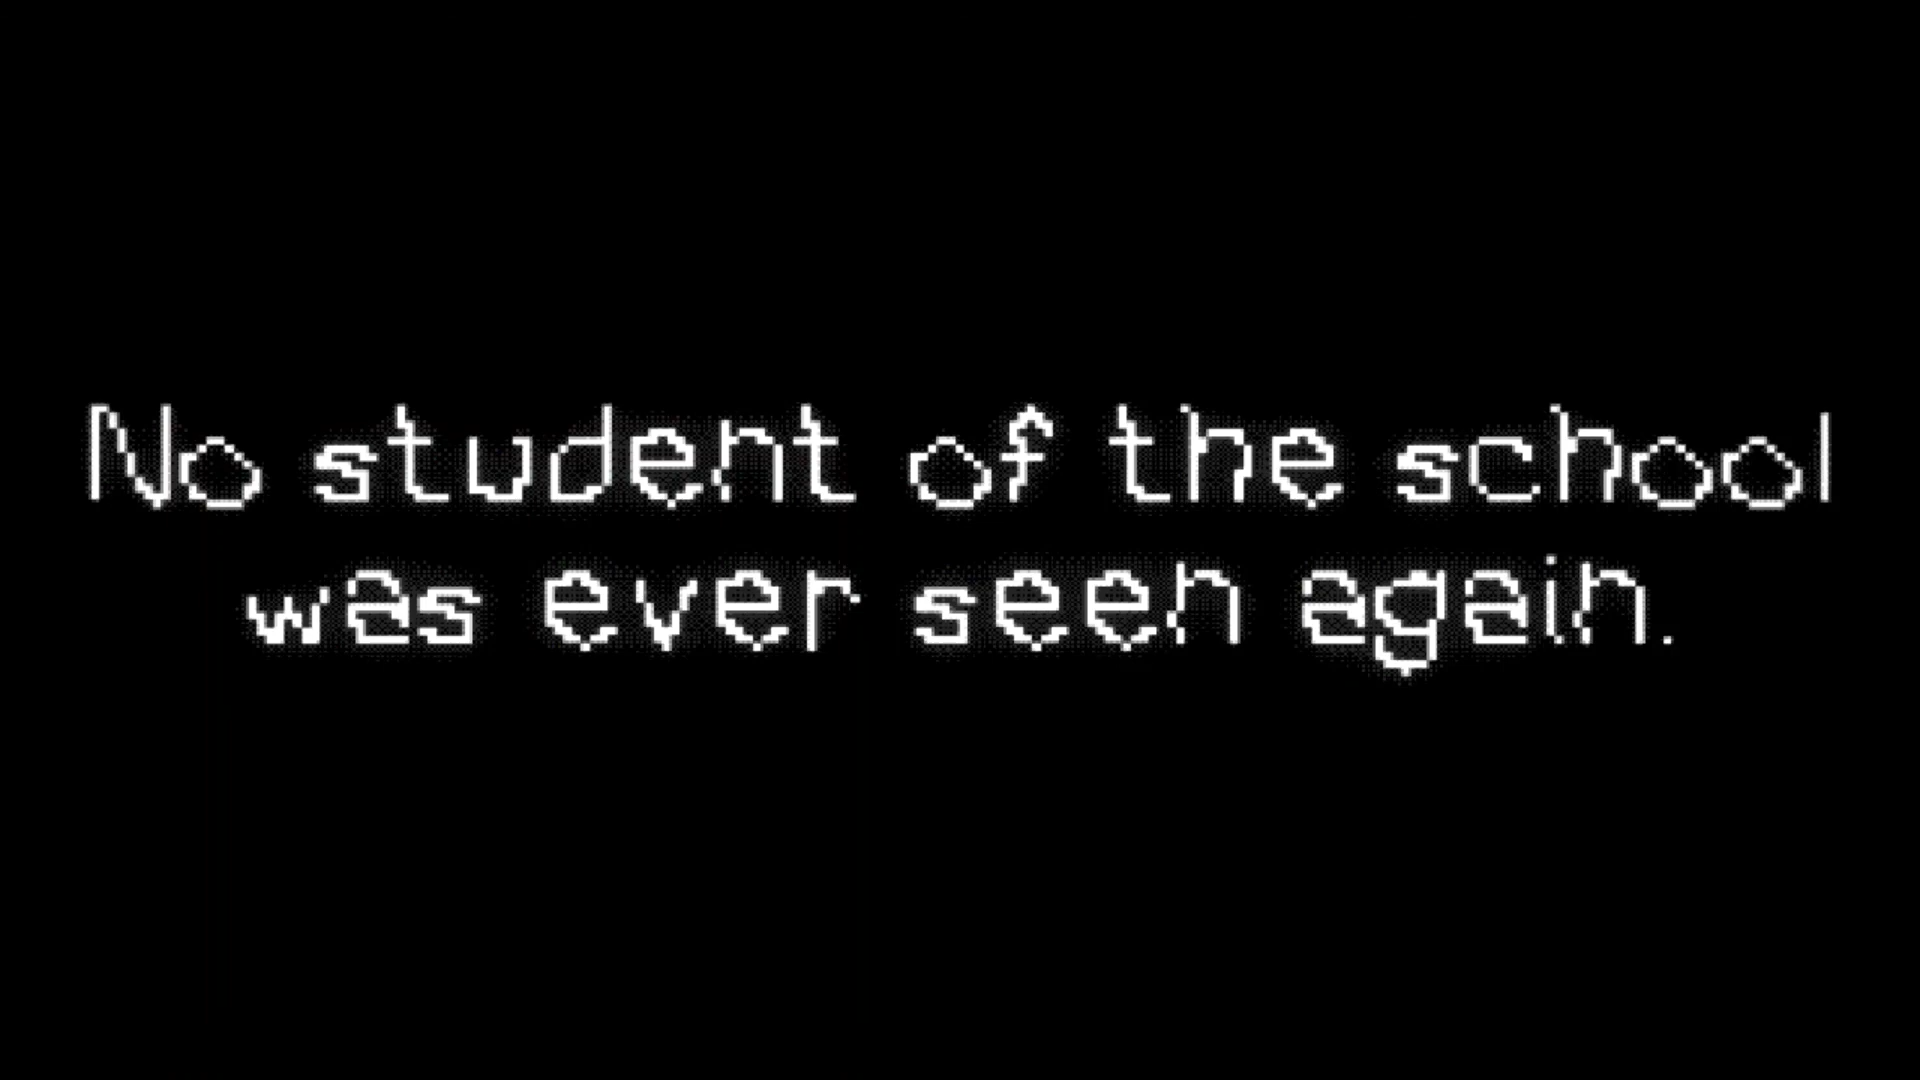 No student of the school
was ever seen again.